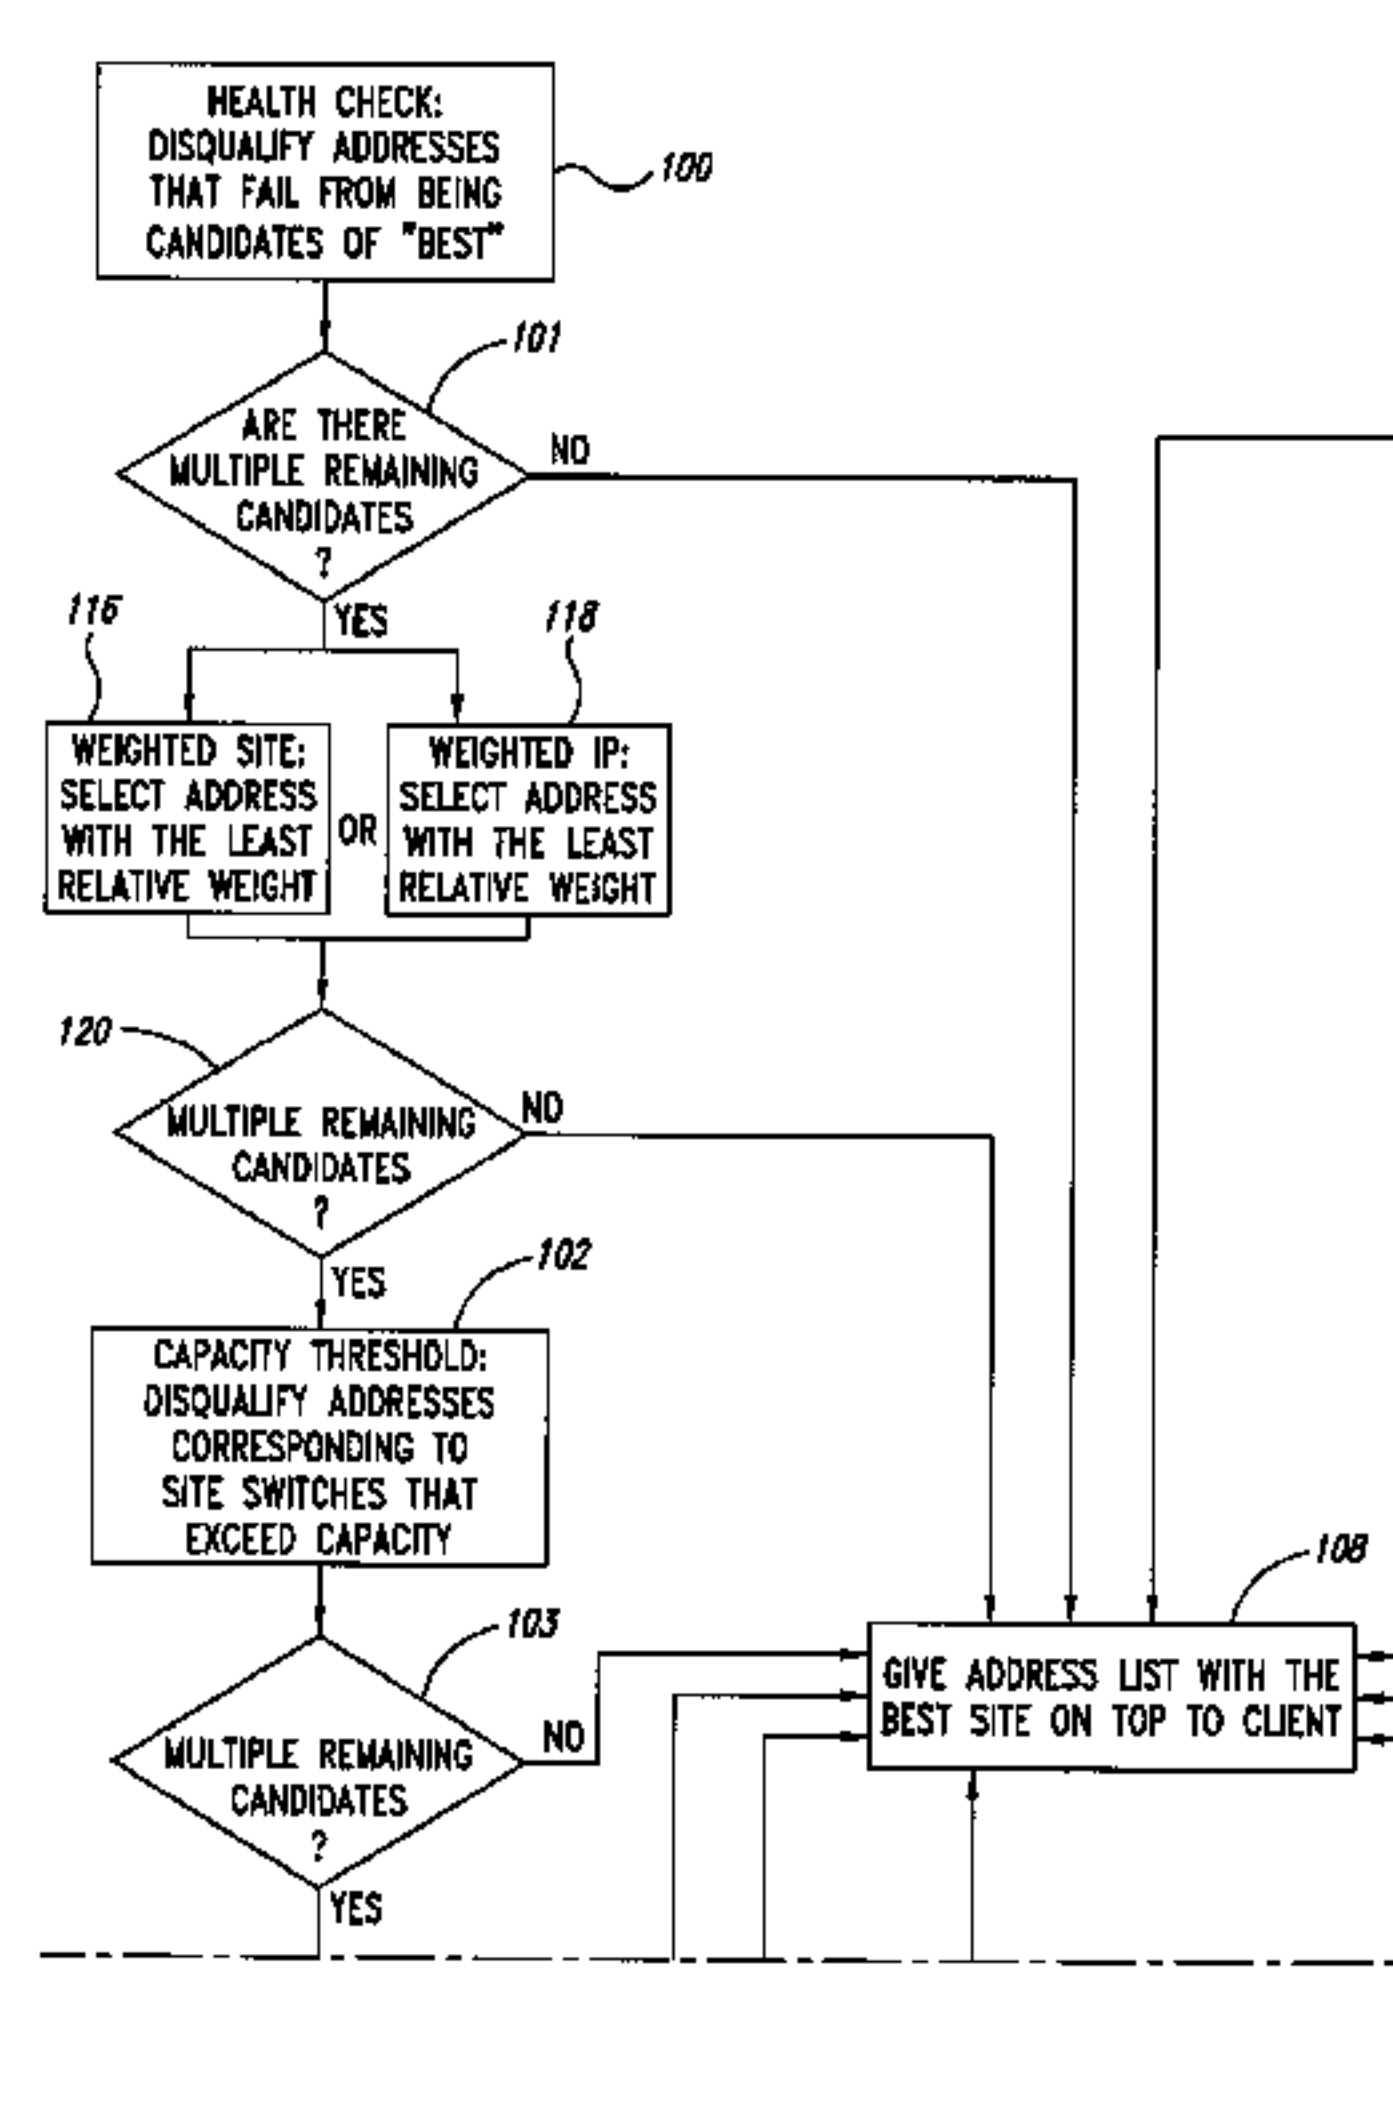 HEALTH CHECK:
DISQUALIFY ADDRESSES
THAT FAIL FROM BEING
CANDIDATES OF "BEST"
100
101
ARE THERE
MULTIPLE REMAINING
CANDIDATES
?
NO
YES
116
118
WEIGHTED SITE:
SELECT ADDRESS
WITH THE LEAST
RELATIVE WEIGHT
OR
WEIGHTED IP:
SELECT ADDRESS
WITH THE LEAST
RELATIVE WEIGHT
120
MULTIPLE REMAINING
CANDIDATES
?
NO
YES
102
CAPACITY THRESHOLD:
DISQUALIFY ADDRESSES
CORRESPONDING TO
SITE SWITCHES THAT
EXCEED CAPACITY
103
MULTIPLE REMAINING
CANDIDATES
?
NO
YES
108
GIVE ADDRESS LIST WITH THE
BEST SITE ON TOP TO CLIENT